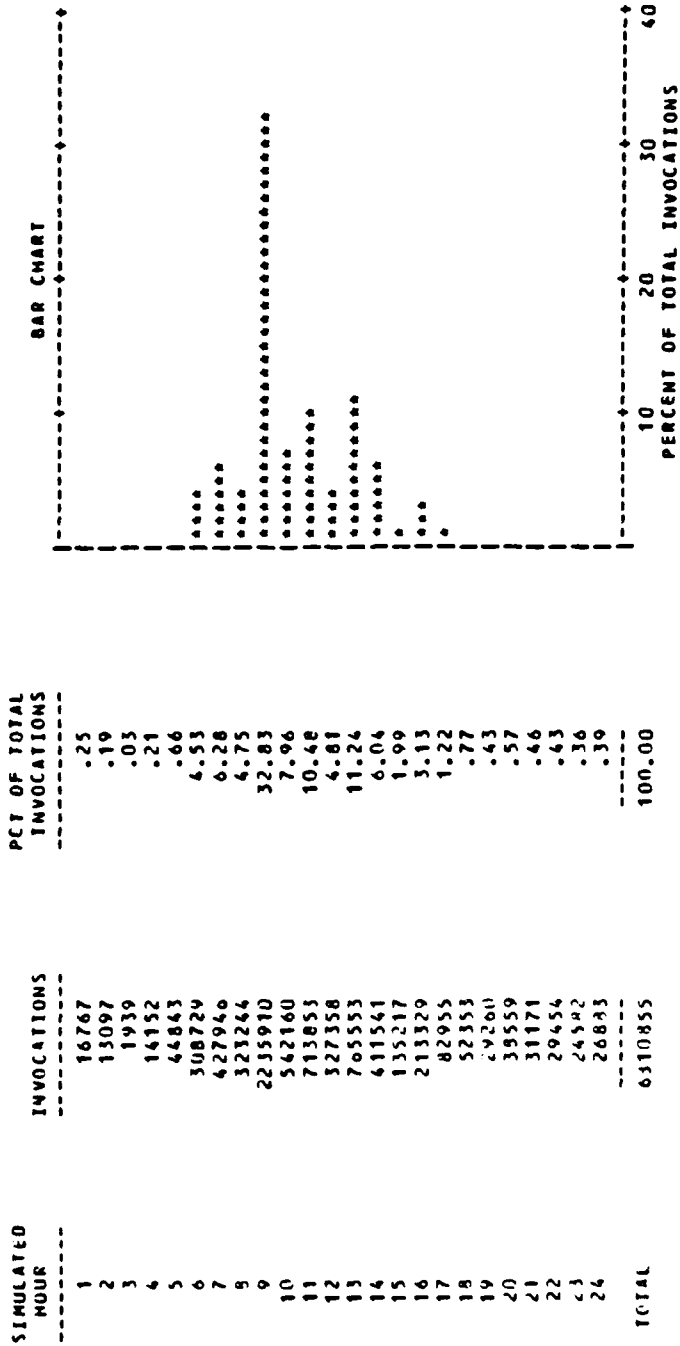 BAR CHART
SIMULATED HOUR INVOCATIONS PCT OF TOTAL INVOCATIONS
1 16767 .25
2 13097 .19
3 1939 .03
4 14152 .21
5 44843 .66
6 308729 4.53
7 427946 6.28
8 323244 4.75
9 2235910 32.83
10 542160 7.96
11 713853 10.48
12 327358 4.81
13 765553 11.24
14 411541 6.04
15 135217 1.99
16 213329 3.13
17 82955 1.22
18 52353 .77
19 29260 .43
20 38559 .57
21 31171 .46
22 29454 .43
23 24582 .36
24 26883 .39
TOTAL 6810855 100.00
10 20 30 40
PERCENT OF TOTAL INVOCATIONS